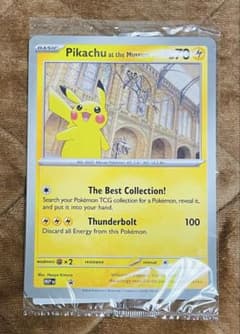 BASIC
Pikachu at the Museum 70
The Best Collection!
Search your Pokémon TCG collection for a Pokémon, reveal it,
and put it into your hand.
Thunderbolt 100
Discard all Energy from this Pokémon.
weakness ×2 resistance